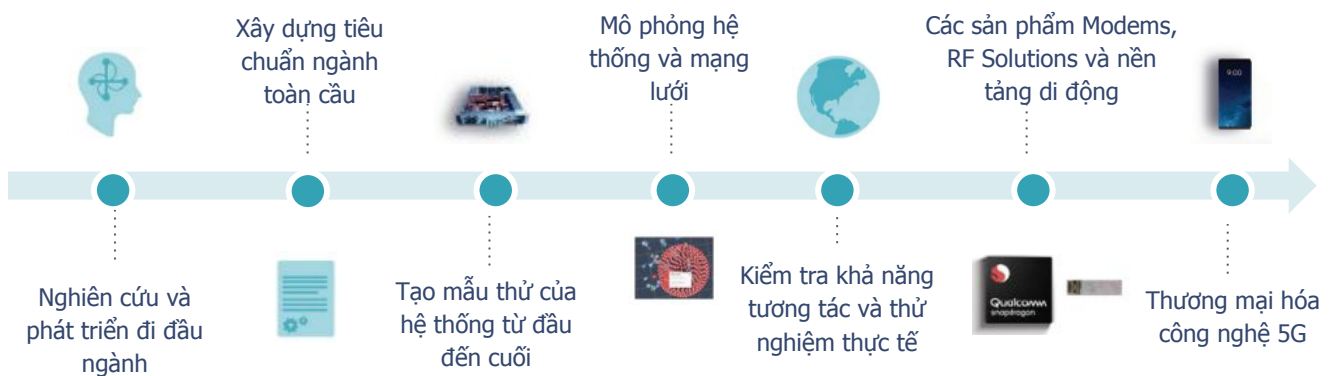 Nghiên cứu và
phát triển đi đầu
ngành
Xây dựng tiêu
chuẩn ngành
toàn cầu
Tạo mẫu thử của
hệ thống từ đầu
đến cuối
Mô phỏng hệ
thống và mạng
lưới
Kiểm tra khả năng
tương tác và thử
nghiệm thực tế
Các sản phẩm Modems,
RF Solutions và nền
tảng di động
Qualcomm
snapdragon
9:00
Thương mại hóa
công nghệ 5G